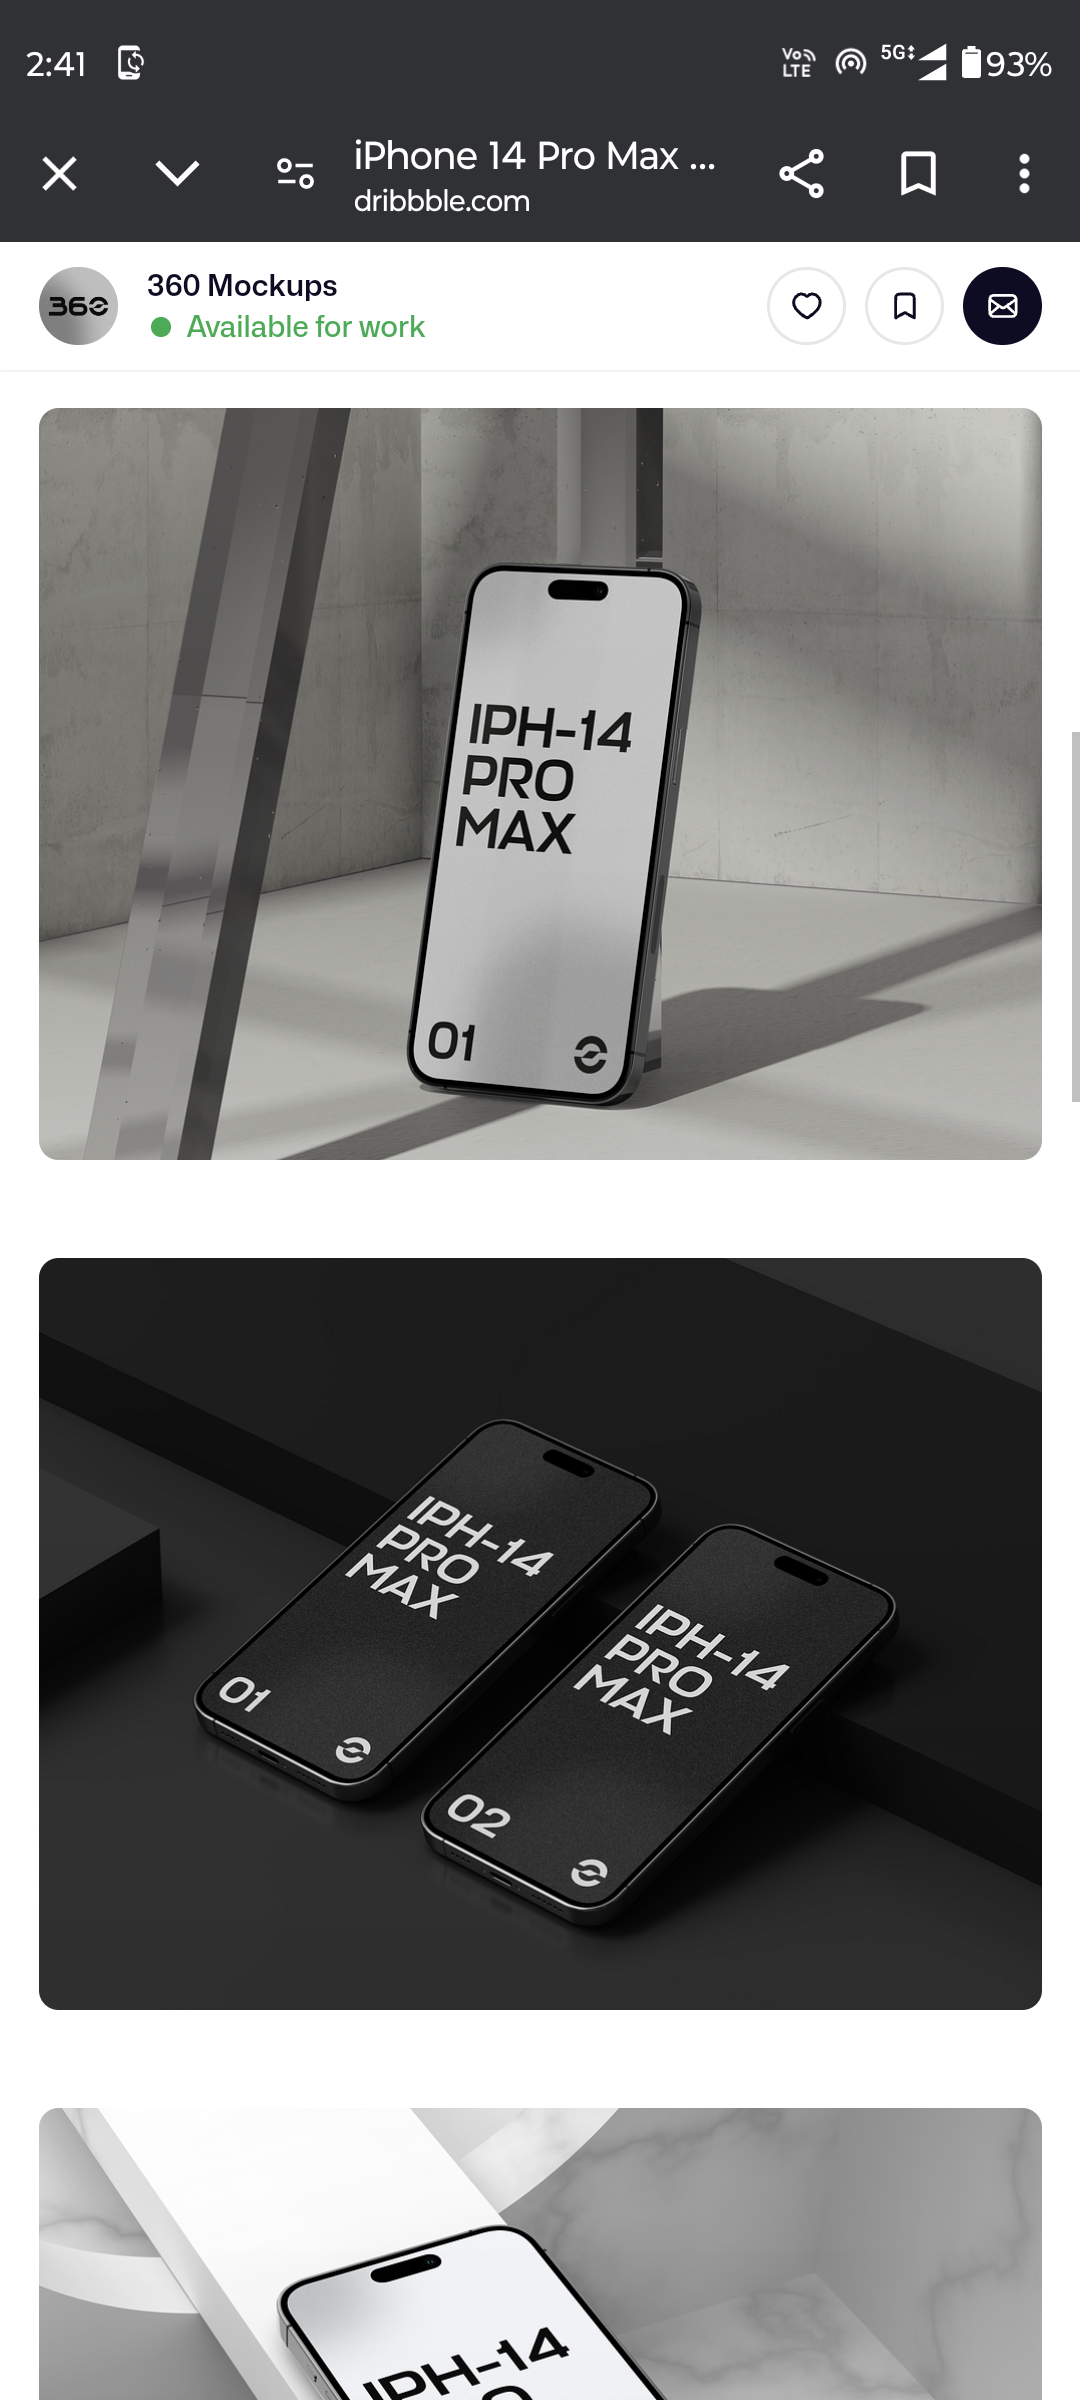 2:41
Vo LTE
5G
93%
iPhone 14 Pro Max ...
dribbble.com
360
360 Mockups
Available for work
IPH-14
PRO
MAX
01
IPH-14
PRO
MAX
01
IPH-14
PRO
MAX
02
IPH-14